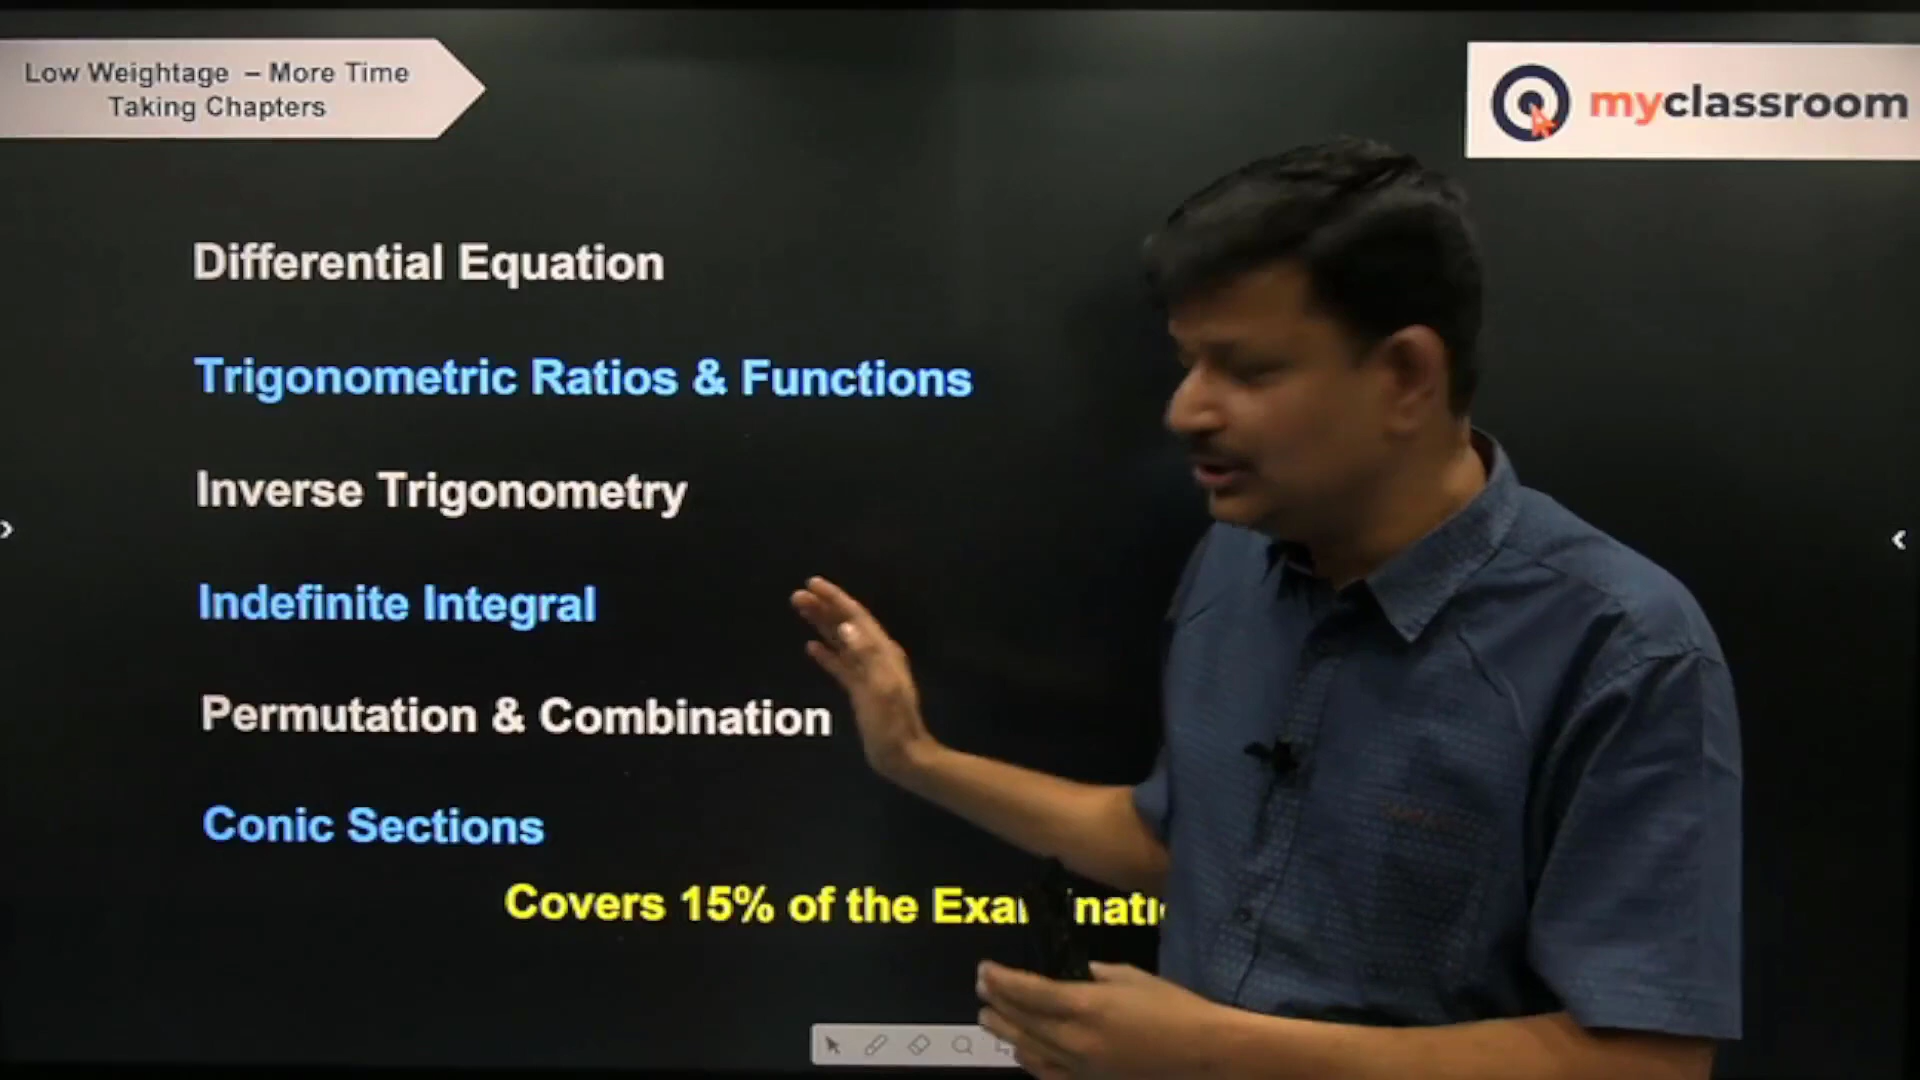 Low Weightage – More Time
Taking Chapters
myclassroom
Differential Equation
Trigonometric Ratios & Functions
Inverse Trigonometry
Indefinite Integral
Permutation & Combination
Conic Sections
Covers 15% of the